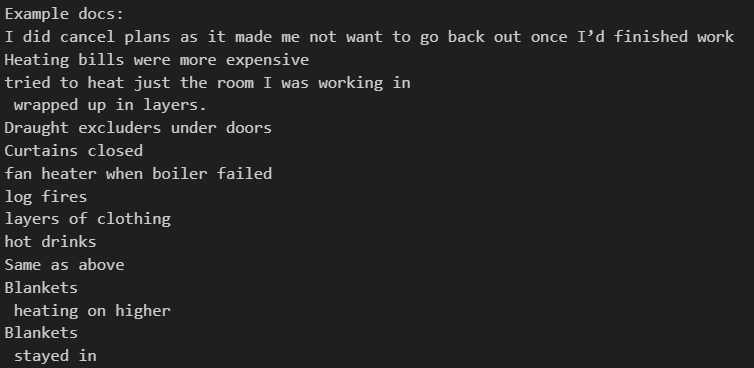 Example docs:
I did cancel plans as it made me not want to go back out once I’d finished work
Heating bills were more expensive
tried to heat just the room I was working in
 wrapped up in layers.
Draught excluders under doors
Curtains closed
fan heater when boiler failed
log fires
layers of clothing
hot drinks
Same as above
Blankets
 heating on higher
Blankets
 stayed in